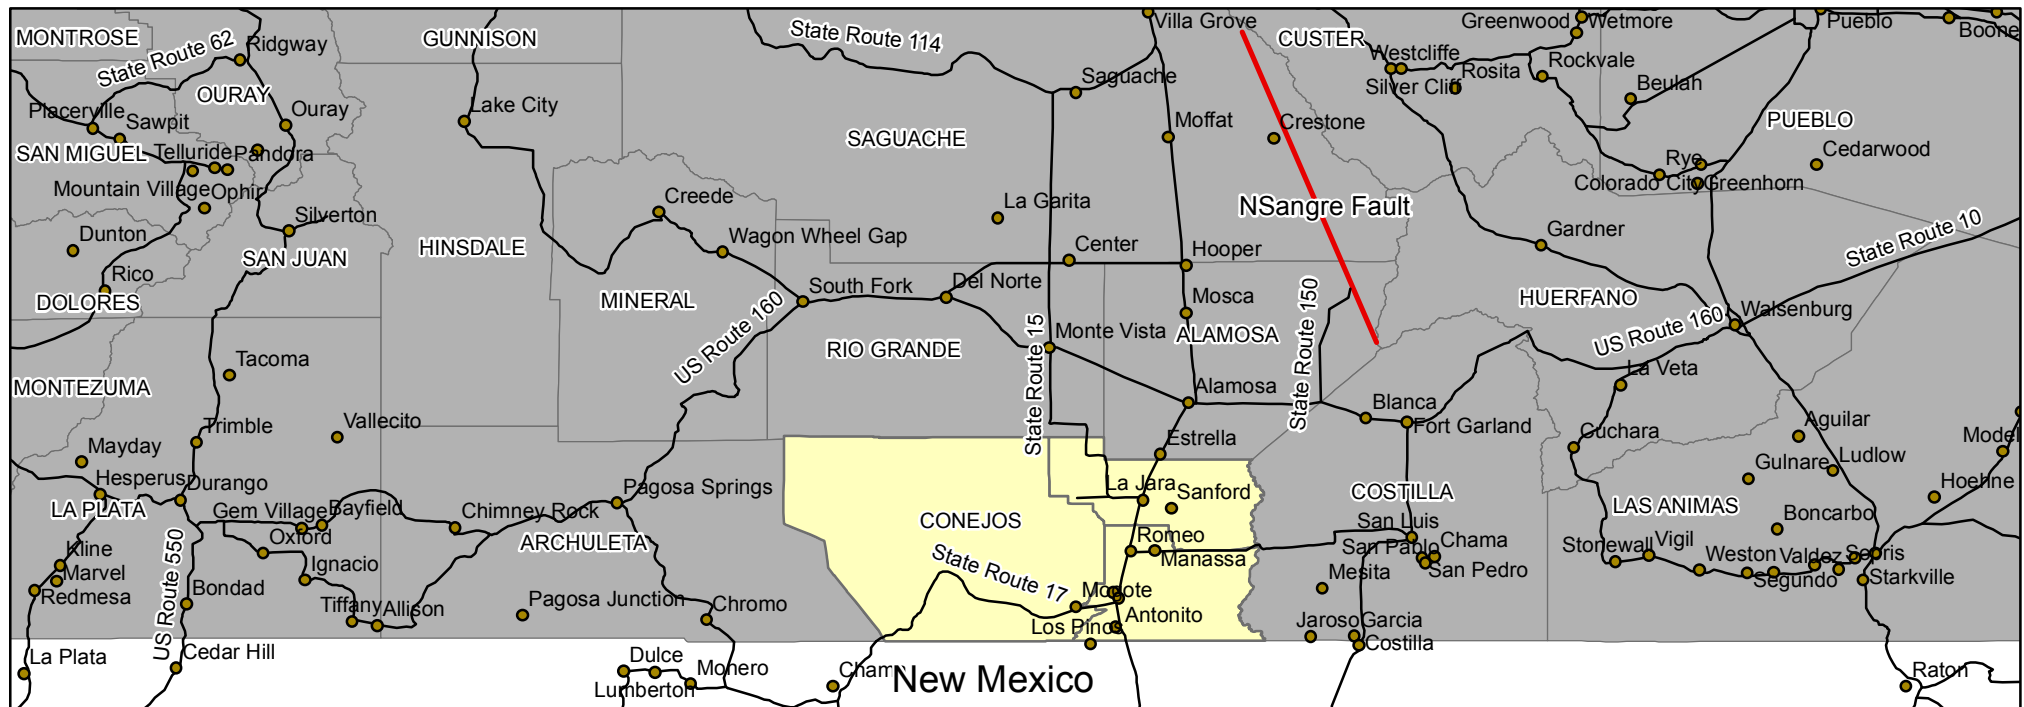 Villa Grove
Greenwood
Wetmore
Pueblo
Boone
MONTROSE
State Route 62
Ridgway
GUNNISON
State Route 114
CUSTER
Westcliffe
Silver Cliff
Rosita
Rockvale
Beulah
OURAY
Saguache
Placerville
Sawpit
Ouray
Lake City
SAGUACHE
Moffat
Crestone
PUEBLO
SAN MIGUEL
Telluride
Pandora
Cedarwood
Rye
Mountain Village
Ophir
Creede
La Garita
NSangre Fault
Colorado City
Greenhorn
Silverton
Dunton
SAN JUAN
HINSDALE
Wagon Wheel Gap
Center
Hooper
Gardner
State Route 10
Rico
DOLORES
MINERAL
South Fork
Del Norte
Mosca
State Route 150
HUERFANO
Walsenburg
US Route 160
RIO GRANDE
State Route 15
Monte Vista
ALAMOSA
US Route 160
Tacoma
La Veta
MONTEZUMA
Alamosa
Blanca
Fort Garland
Trimble
Vallecito
Mayday
Estrella
Cuchara
Aguilar
Model
Hesperus
Durango
Pagosa Springs
La Jara
Sanford
COSTILLA
Gulnare
Ludlow
Hoehne
LA PLATA
Gem Village
Bayfield
Chimney Rock
CONEJOS
San Luis
LAS ANIMAS
Boncarbo
US Route 550
Oxford
ARCHULETA
Romeo
Manassa
San Pablo
Chama
San Pedro
Stonewall
Vigil
Weston
Valdez
Sopris
Segundo
Starkville
Kline
Marvel
Redmesa
Ignacio
Bondad
State Route 17
Mogote
Mesita
Tiffany
Allison
Pagosa Junction
Chromo
Los Pinos
Antonito
Jaroso
Garcia
Costilla
La Plata
Cedar Hill
Dulce
Lumberton
Monero
Cham
New Mexico
Raton